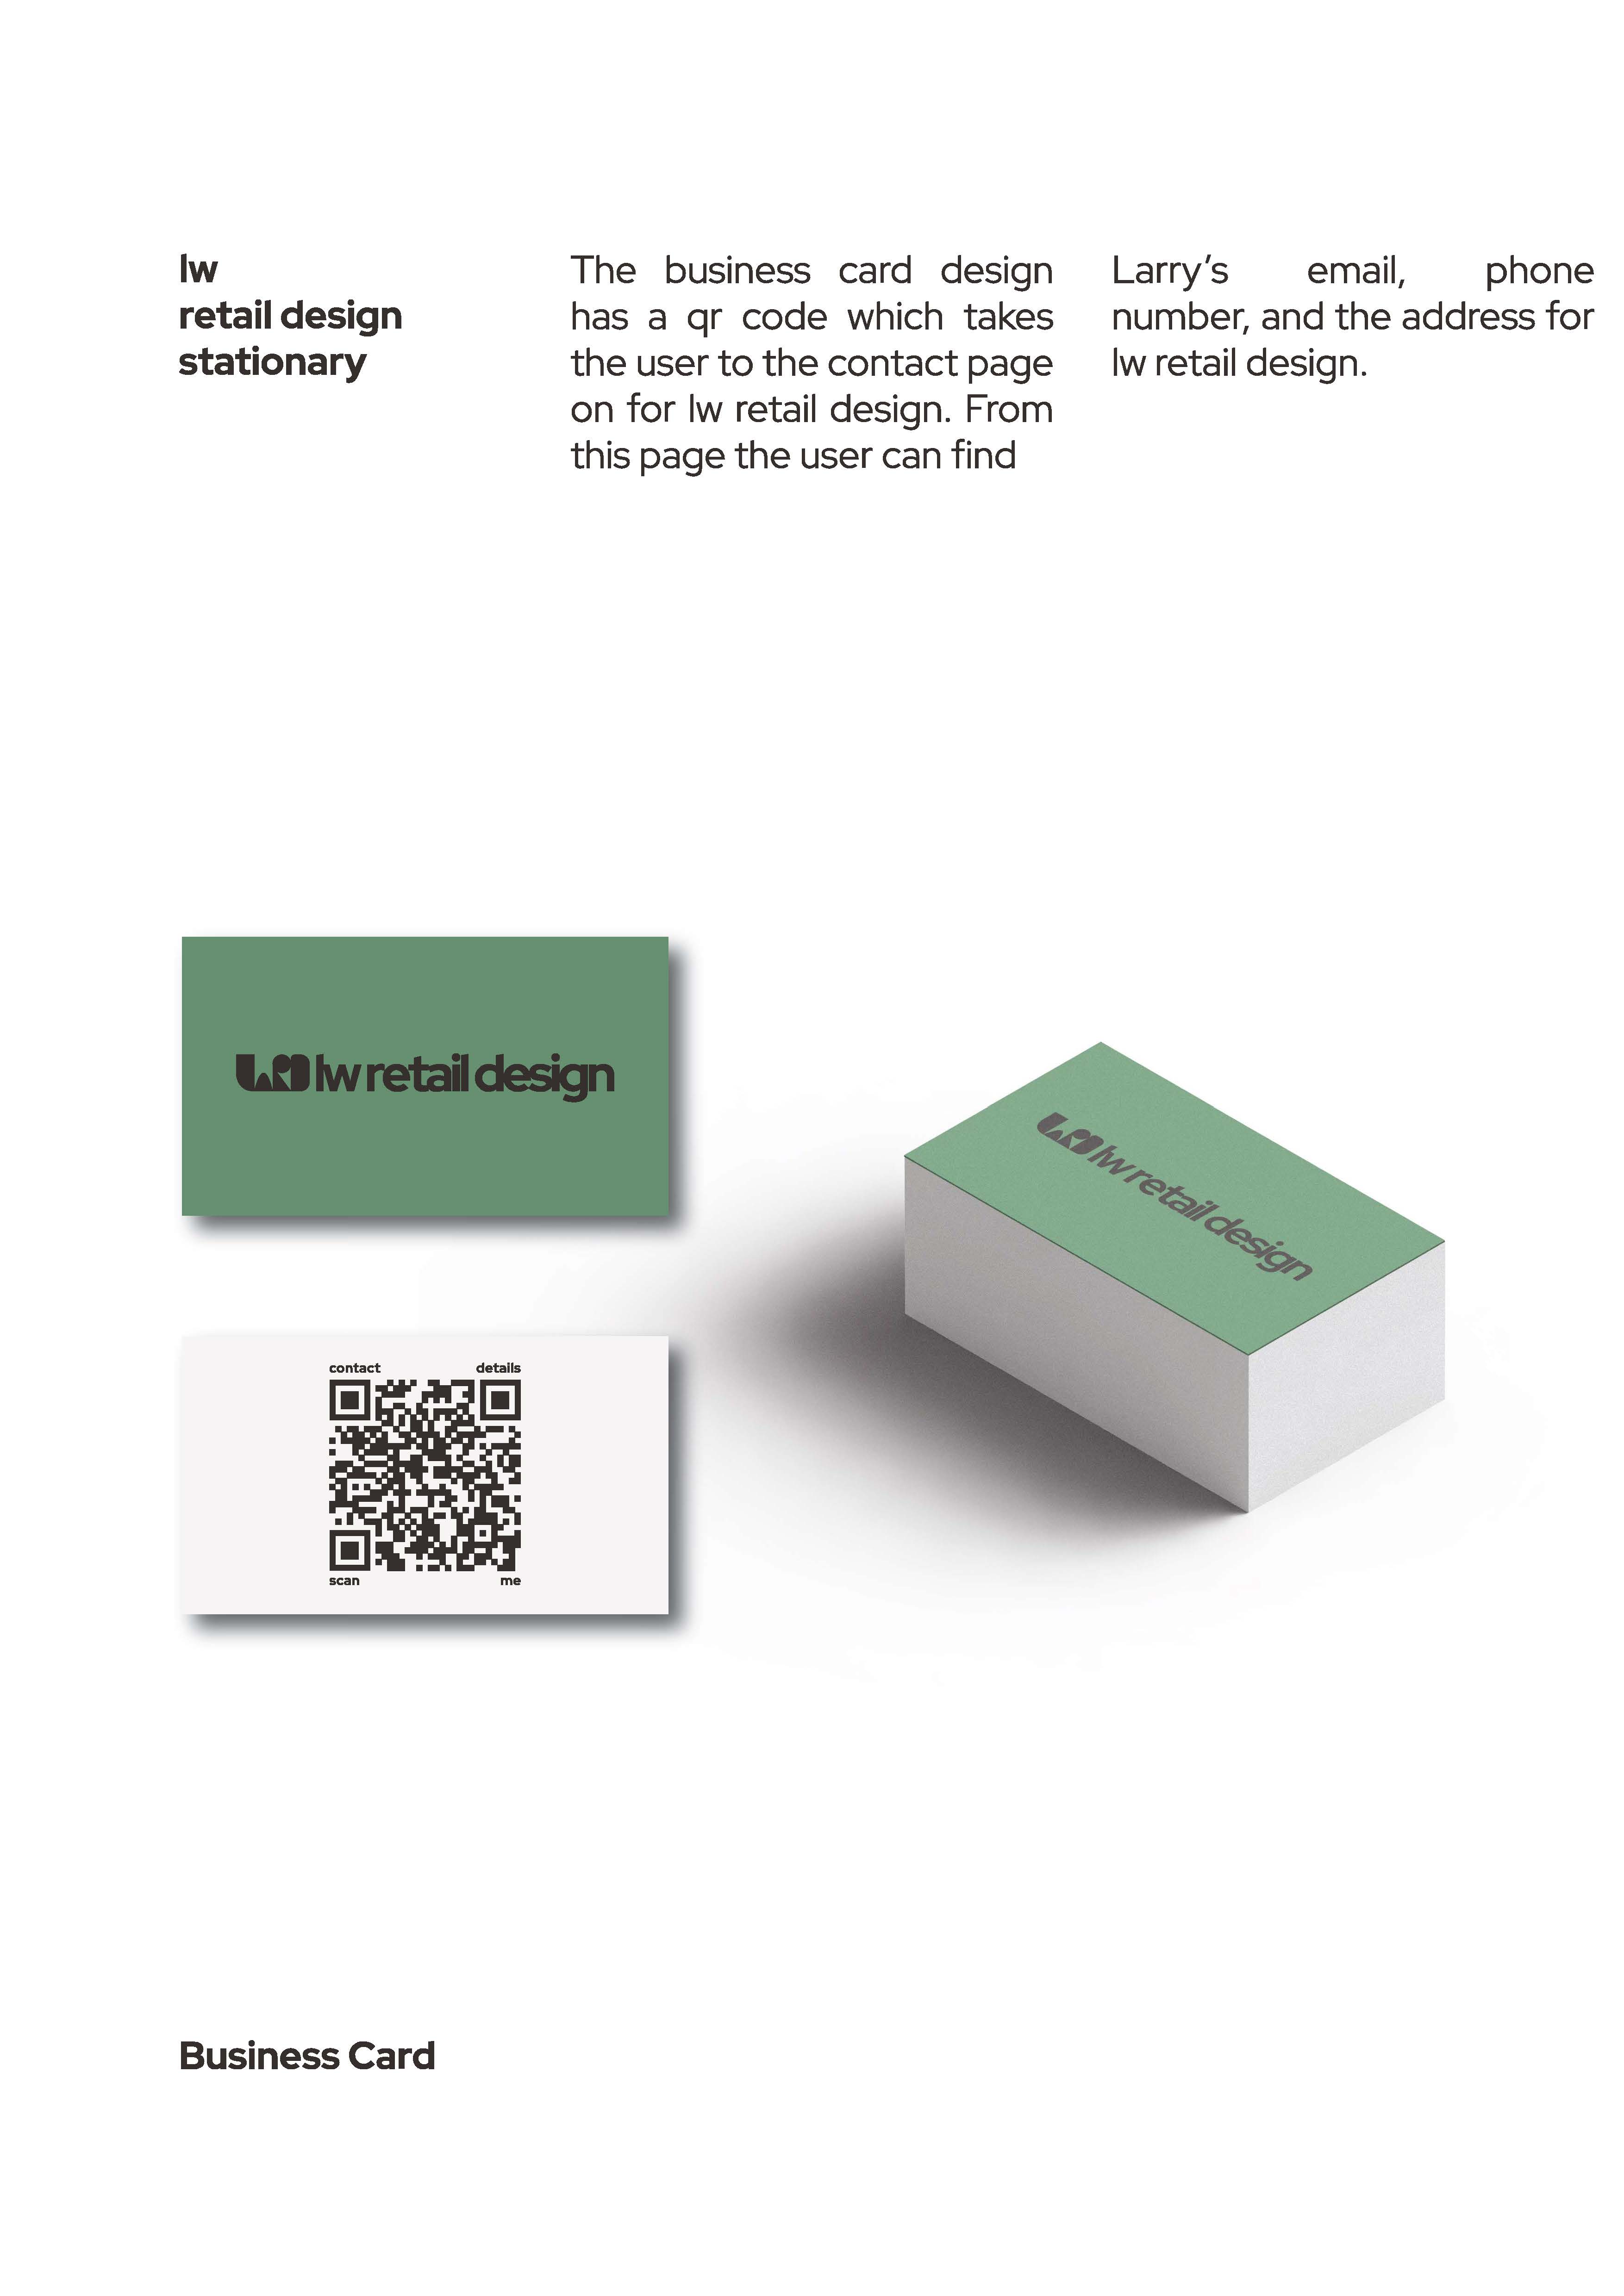 lw
retail design
stationary
The business card design
has a qr code which takes
the user to the contact page
on for lw retail design. From
this page the user can find
Larry’s email, phone
number, and the address for
lw retail design.
LRD lw retail design
LRD lw retail design
contact details
scan me
Business Card